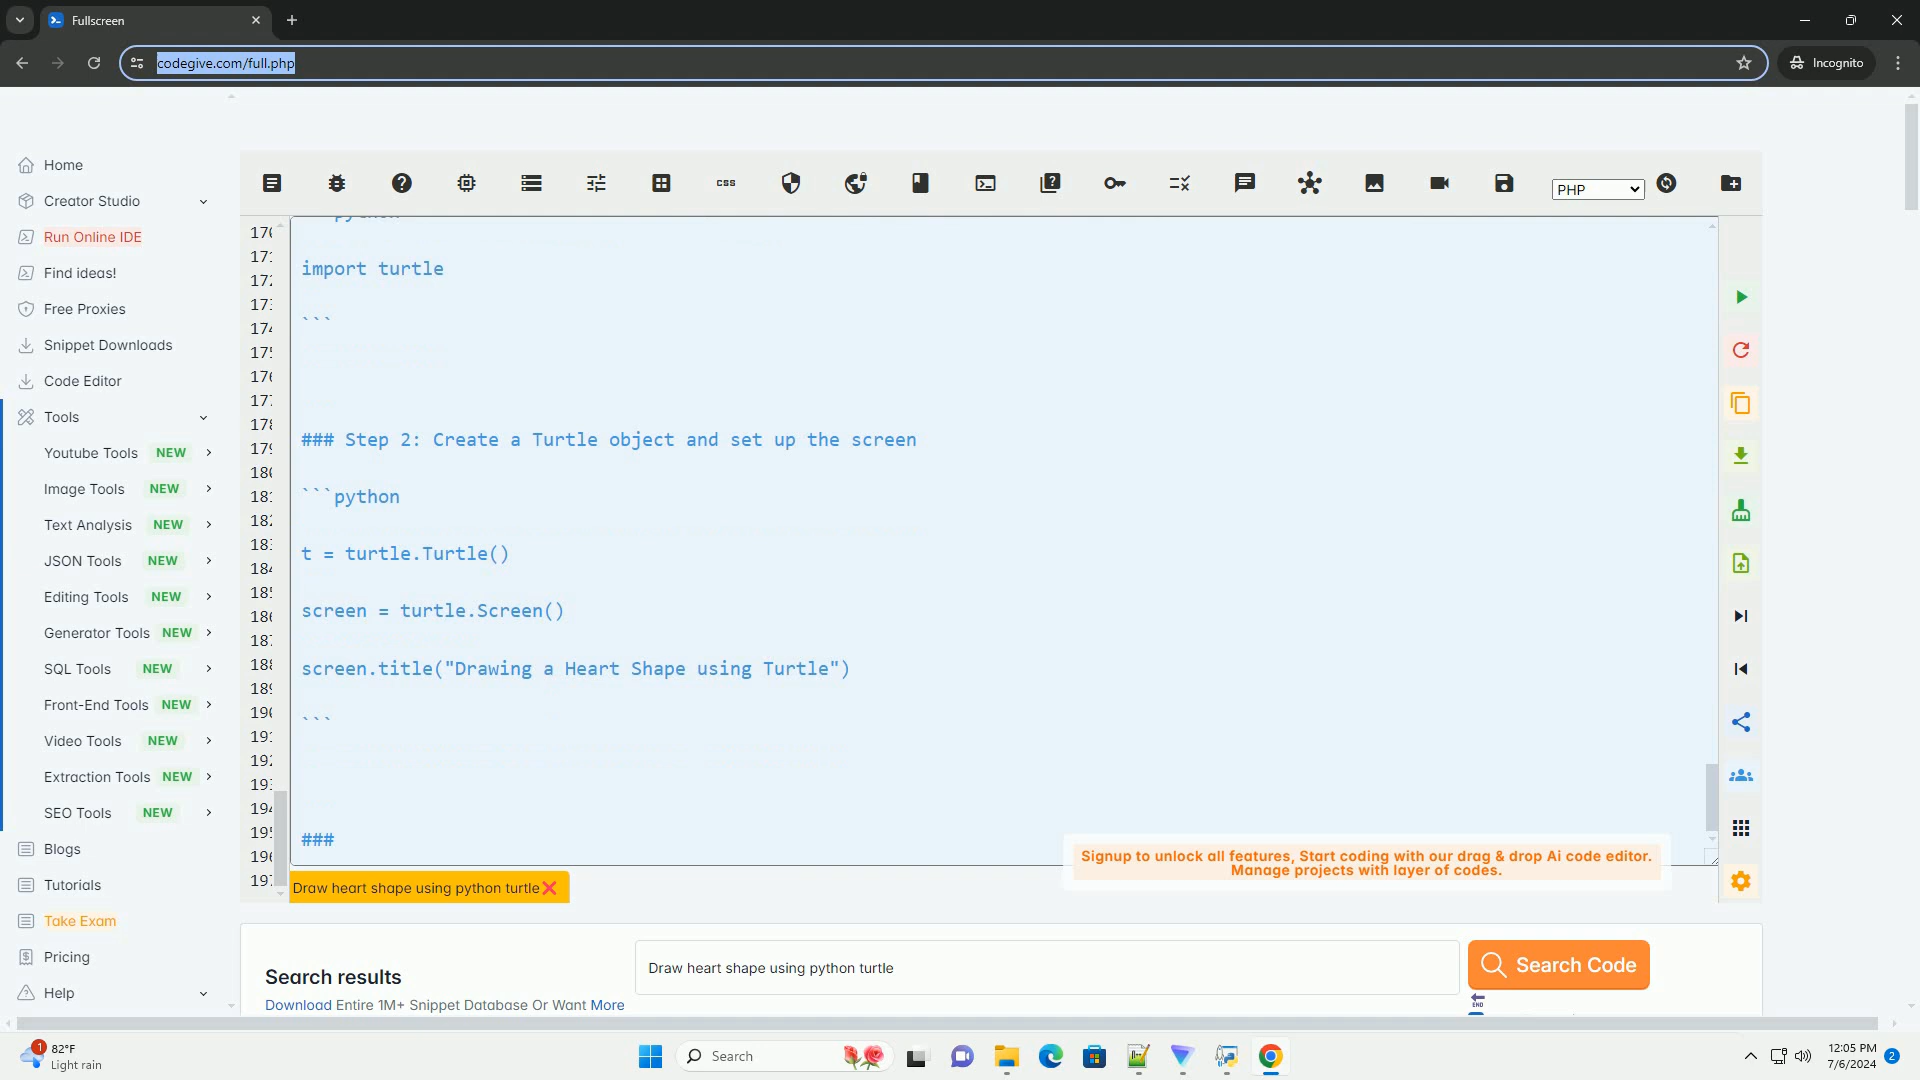 Fullscreen
codegive.com/full.php
Incognito
Home
Creator Studio
Run Online IDE
Find ideas!
Free Proxies
Snippet Downloads
Code Editor
Tools
Youtube Tools NEW
Image Tools NEW
Text Analysis NEW
JSON Tools NEW
Editing Tools NEW
Generator Tools NEW
SQL Tools NEW
Front-End Tools NEW
Video Tools NEW
Extraction Tools NEW
SEO Tools NEW
Blogs
Tutorials
Take Exam
Pricing
Help
CSS
PHP
import turtle
```
### Step 2: Create a Turtle object and set up the screen
```python
t = turtle.Turtle()
screen = turtle.Screen()
screen.title("Drawing a Heart Shape using Turtle")
```
###
Signup to unlock all features, Start coding with our drag & drop Ai code editor.
Manage projects with layer of codes.
Draw heart shape using python turtle
Search results
Download Entire 1M+ Snippet Database Or Want More
Draw heart shape using python turtle
Search Code
END
1
82°F
Light rain
Search
12:05 PM
7/6/2024
2